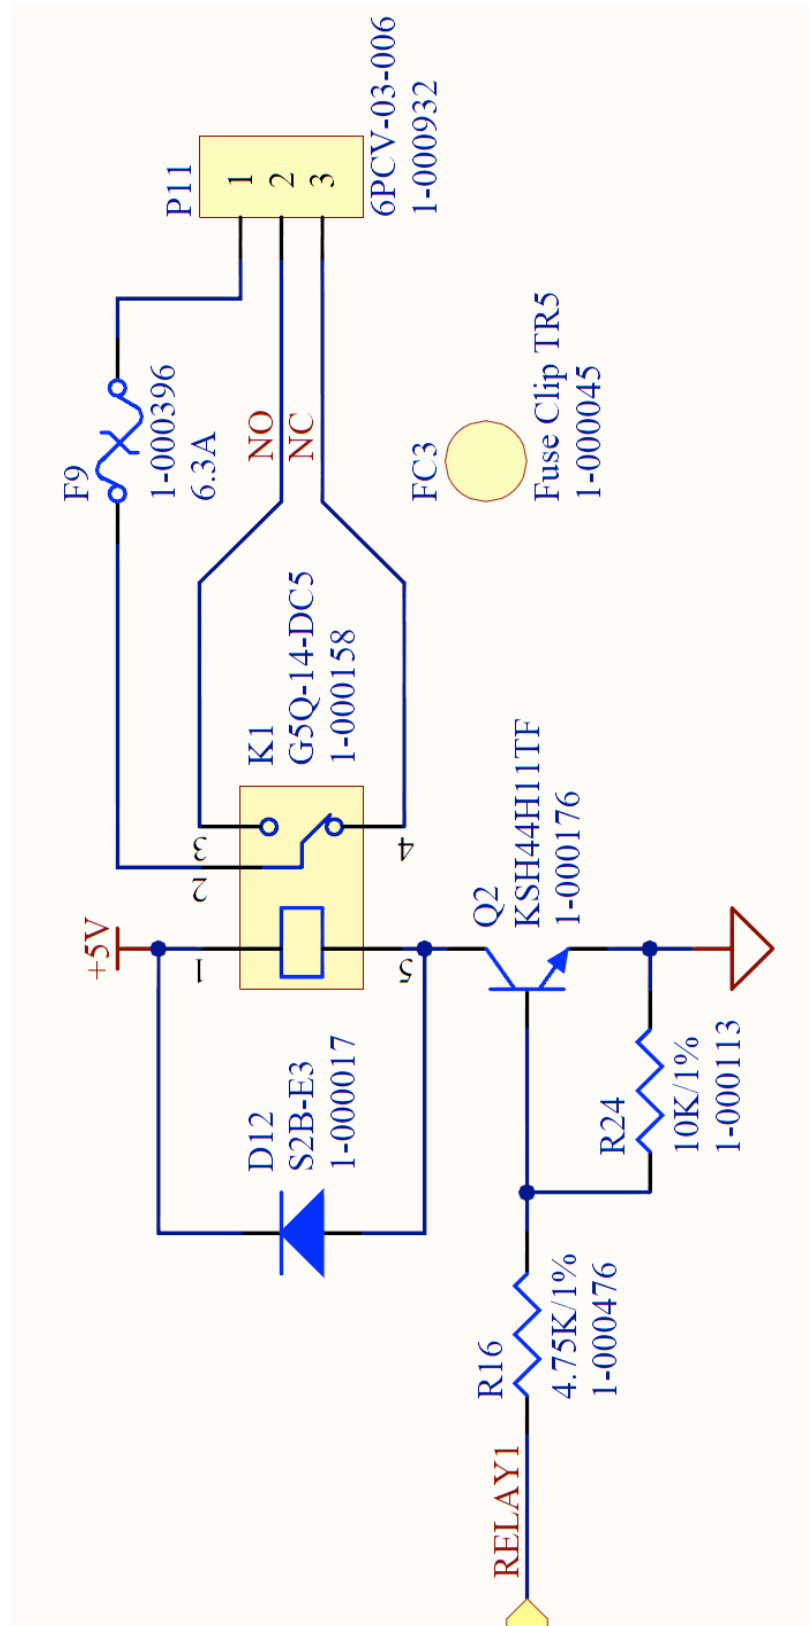 P11
1
2
3
6PCV-03-006
1-000932
F9
1-000396
6.3A
NO
NC
FC3
Fuse Clip TR5
1-000045
K1
G5Q-14-DC5
1-000158
3
2
4
+5V
1
5
Q2
KSH44H11TF
1-000176
D12
S2B-E3
1-000017
R24
10K/1%
1-000113
R16
4.75K/1%
1-000476
RELAY1